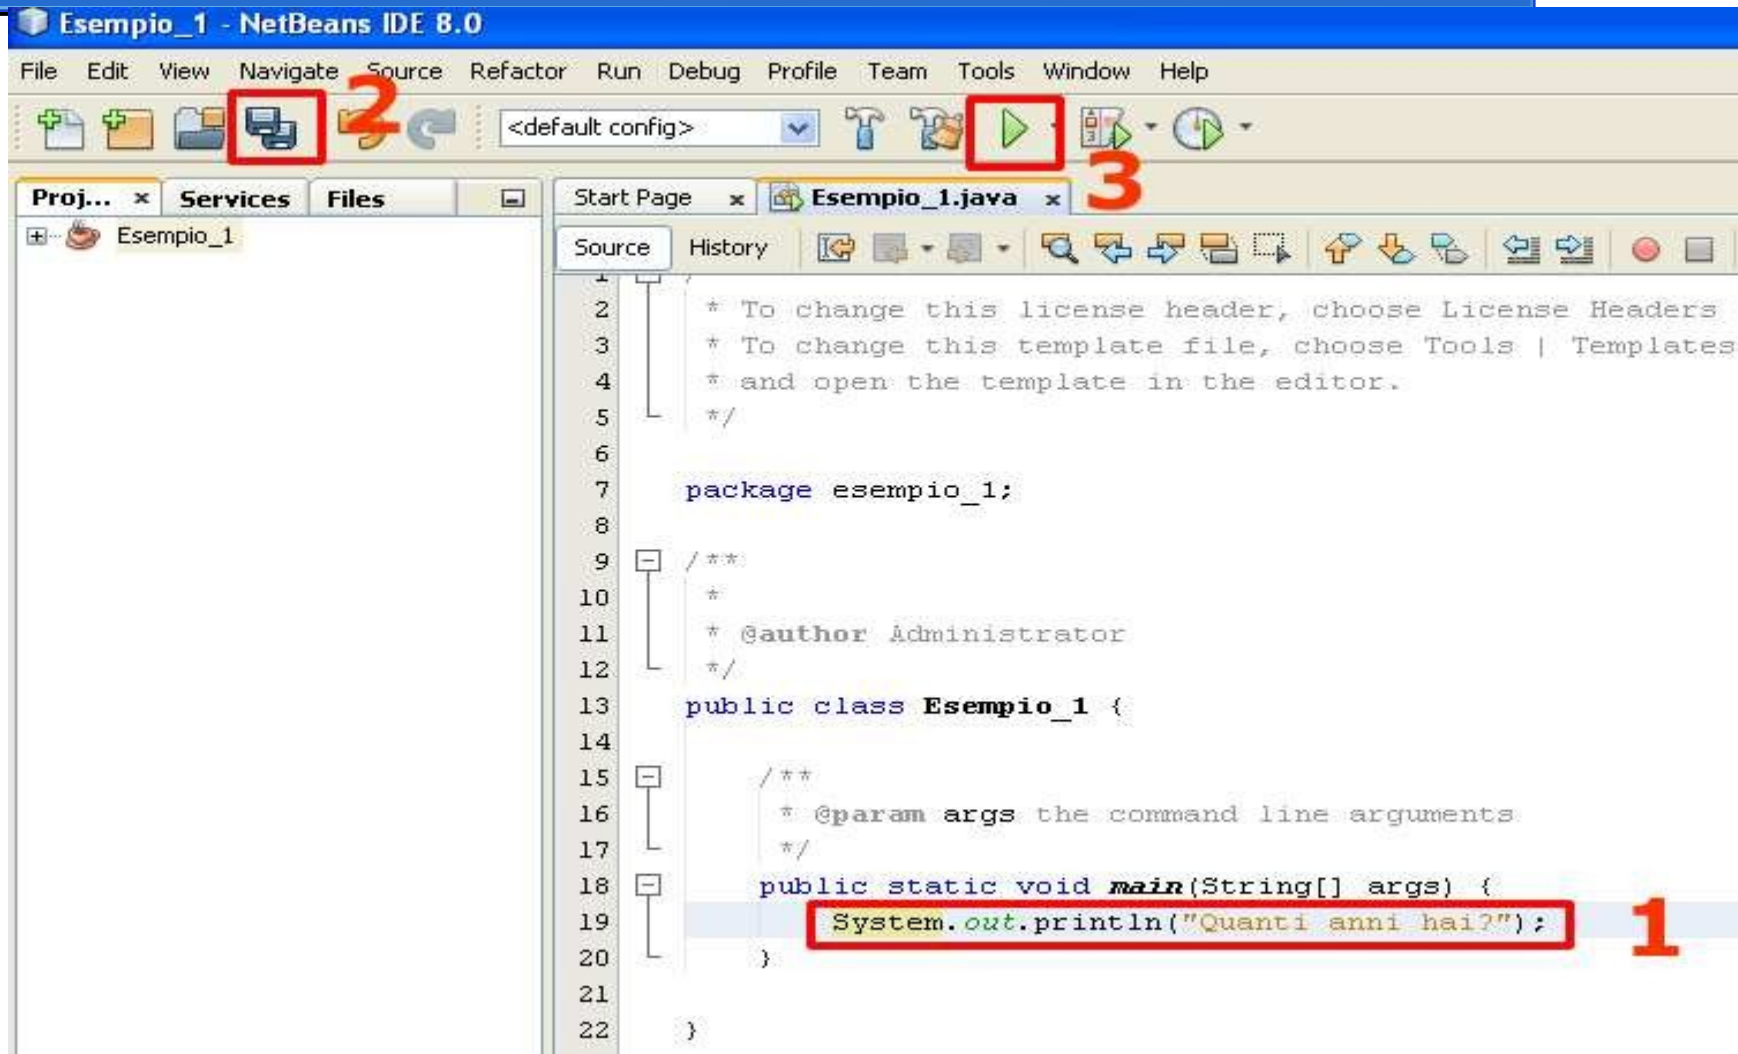 Esempio_1 - NetBeans IDE 8.0
File Edit View Navigate Source Refactor Run Debug Profile Team Tools Window Help
2
<default config>
3
Proj... x Services Files
Start Page x Esempio_1.java x
Esempio_1
Source History
1 /
2 * To change this license header, choose License Headers
3 * To change this template file, choose Tools | Templates
4 * and open the template in the editor.
5 */
6
7 package esempio_1;
8
9 /**
10 *
11 * @author Administrator
12 */
13 public class Esempio_1 {
14
15 /**
16 * @param args the command line arguments
17 */
18 public static void main(String[] args) {
19 System.out.println("Quanti anni hai?");
1
20 }
21
22 }